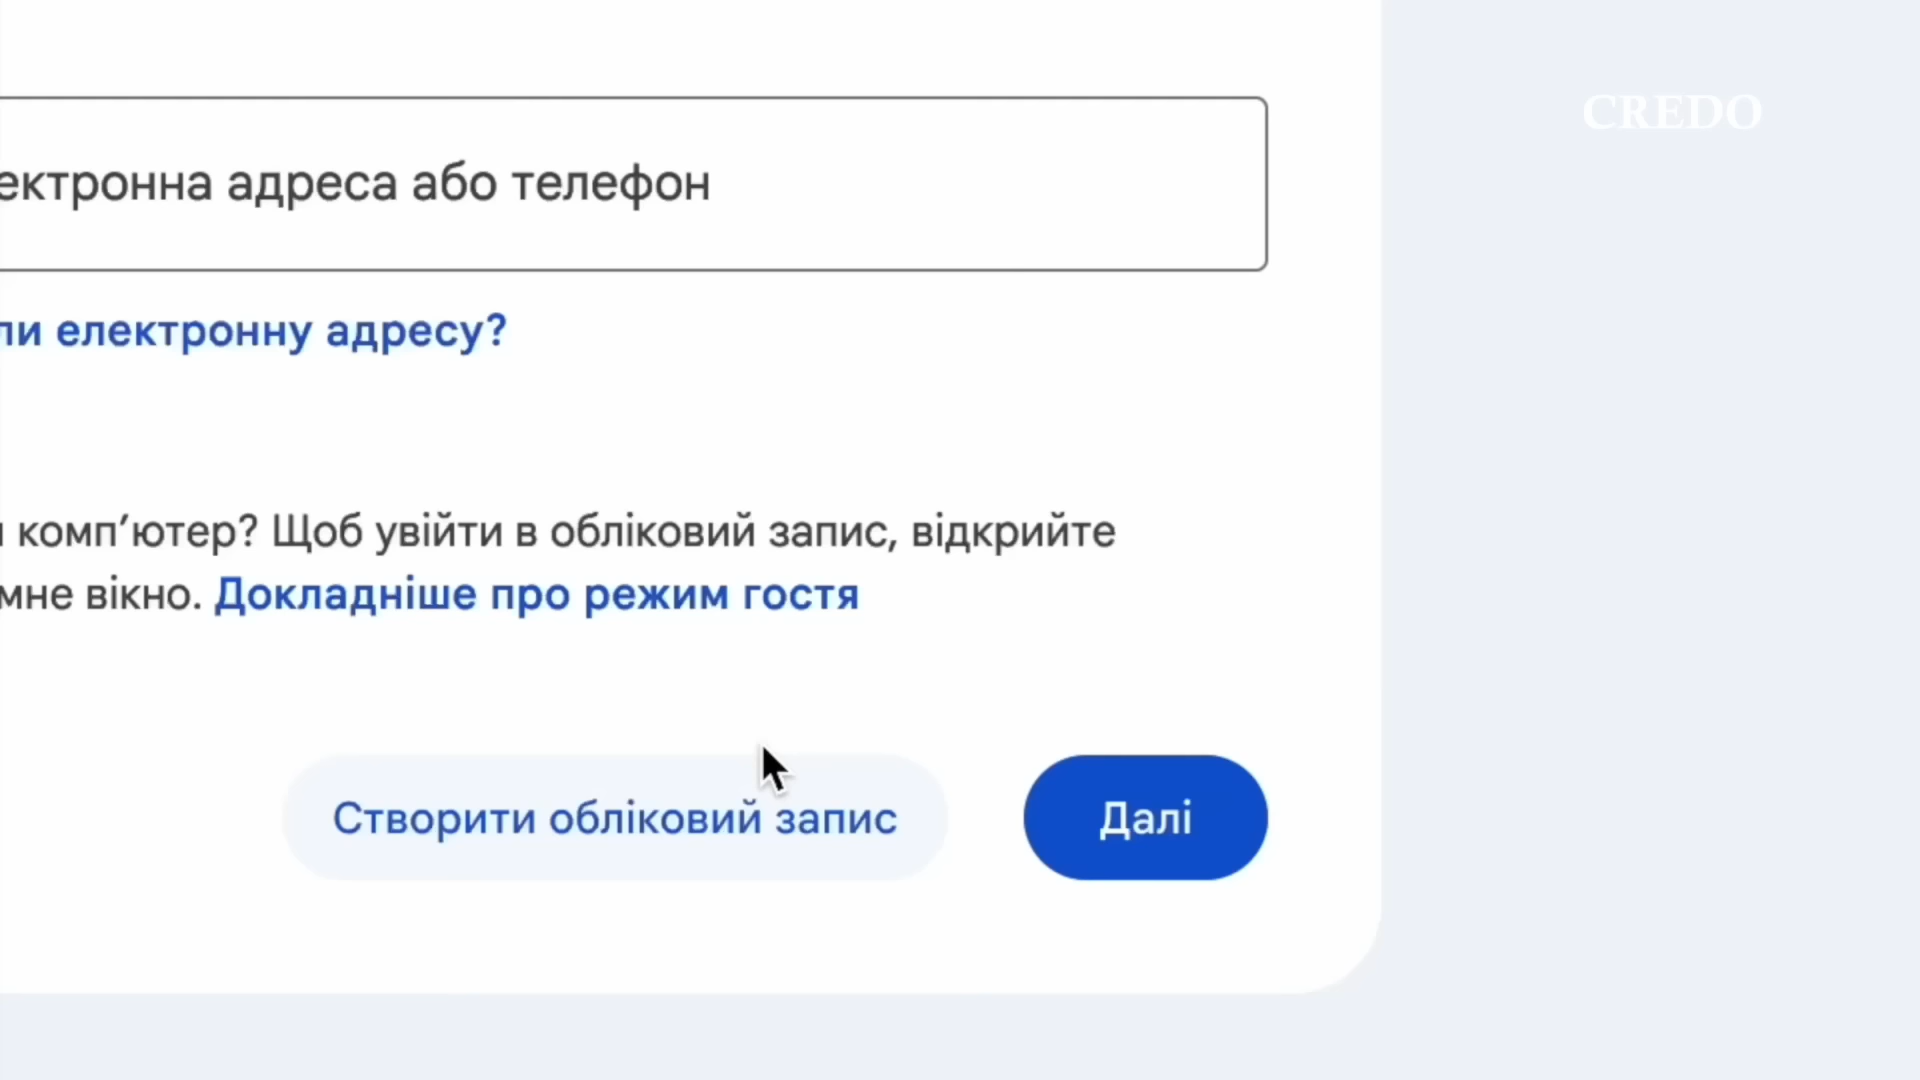 CREDO
ектронна адреса або телефон
ли електронну адресу?
комп’ютер? Щоб увійти в обліковий запис, відкрийте
мне вікно. Докладніше про режим гостя
Створити обліковий запис
Далі